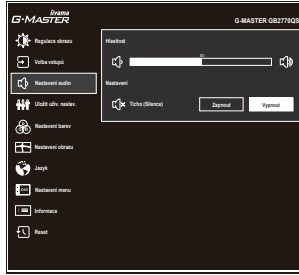 iiyama
G-MASTER
G-MASTER GB2770QS
Regulace obrazu
Volba vstupů
Nastavení audio
Uložit uživ. nastav.
Nastavení barev
Nastavení obrazu
Jazyk
Nastavení menu
Informace
Reset
Hlasitost
50
Nastavení
Ticho (Silence)
Zapnout
Vypnout